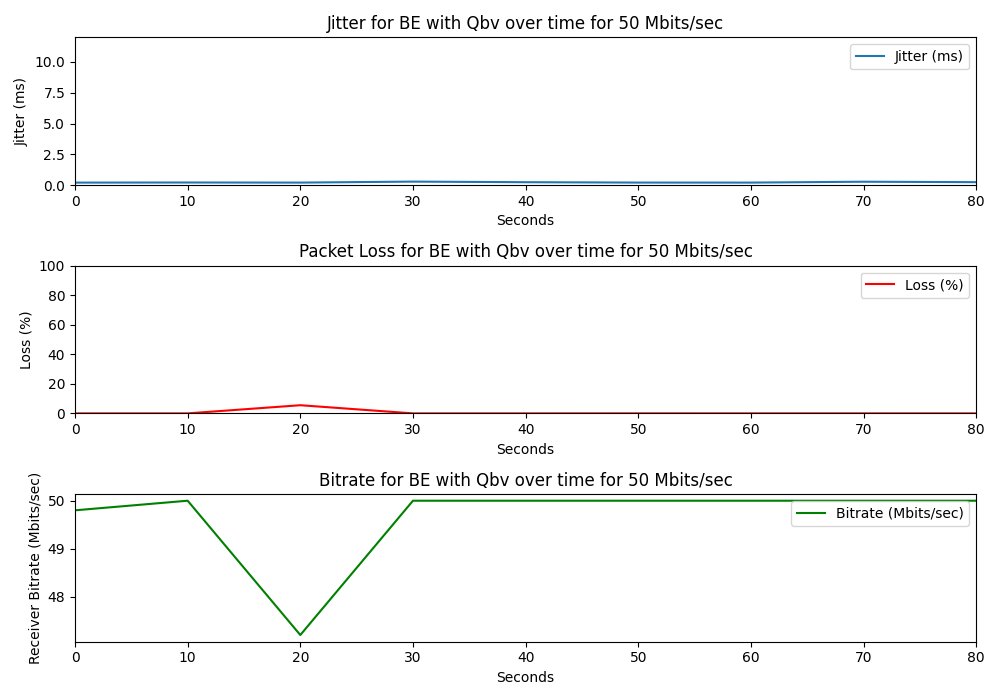 Jitter for BE with Qbv over time for 50 Mbits/sec
10.0
7.5
5.0
2.5
0.0
Jitter (ms)
Jitter (ms)
0 10 20 30 40 50 60 70 80
Seconds
Packet Loss for BE with Qbv over time for 50 Mbits/sec
100
80
60
40
20
0
Loss (%)
Loss (%)
0 10 20 30 40 50 60 70 80
Seconds
Bitrate for BE with Qbv over time for 50 Mbits/sec
50
49
48
Receiver Bitrate (Mbits/sec)
Bitrate (Mbits/sec)
0 10 20 30 40 50 60 70 80
Seconds